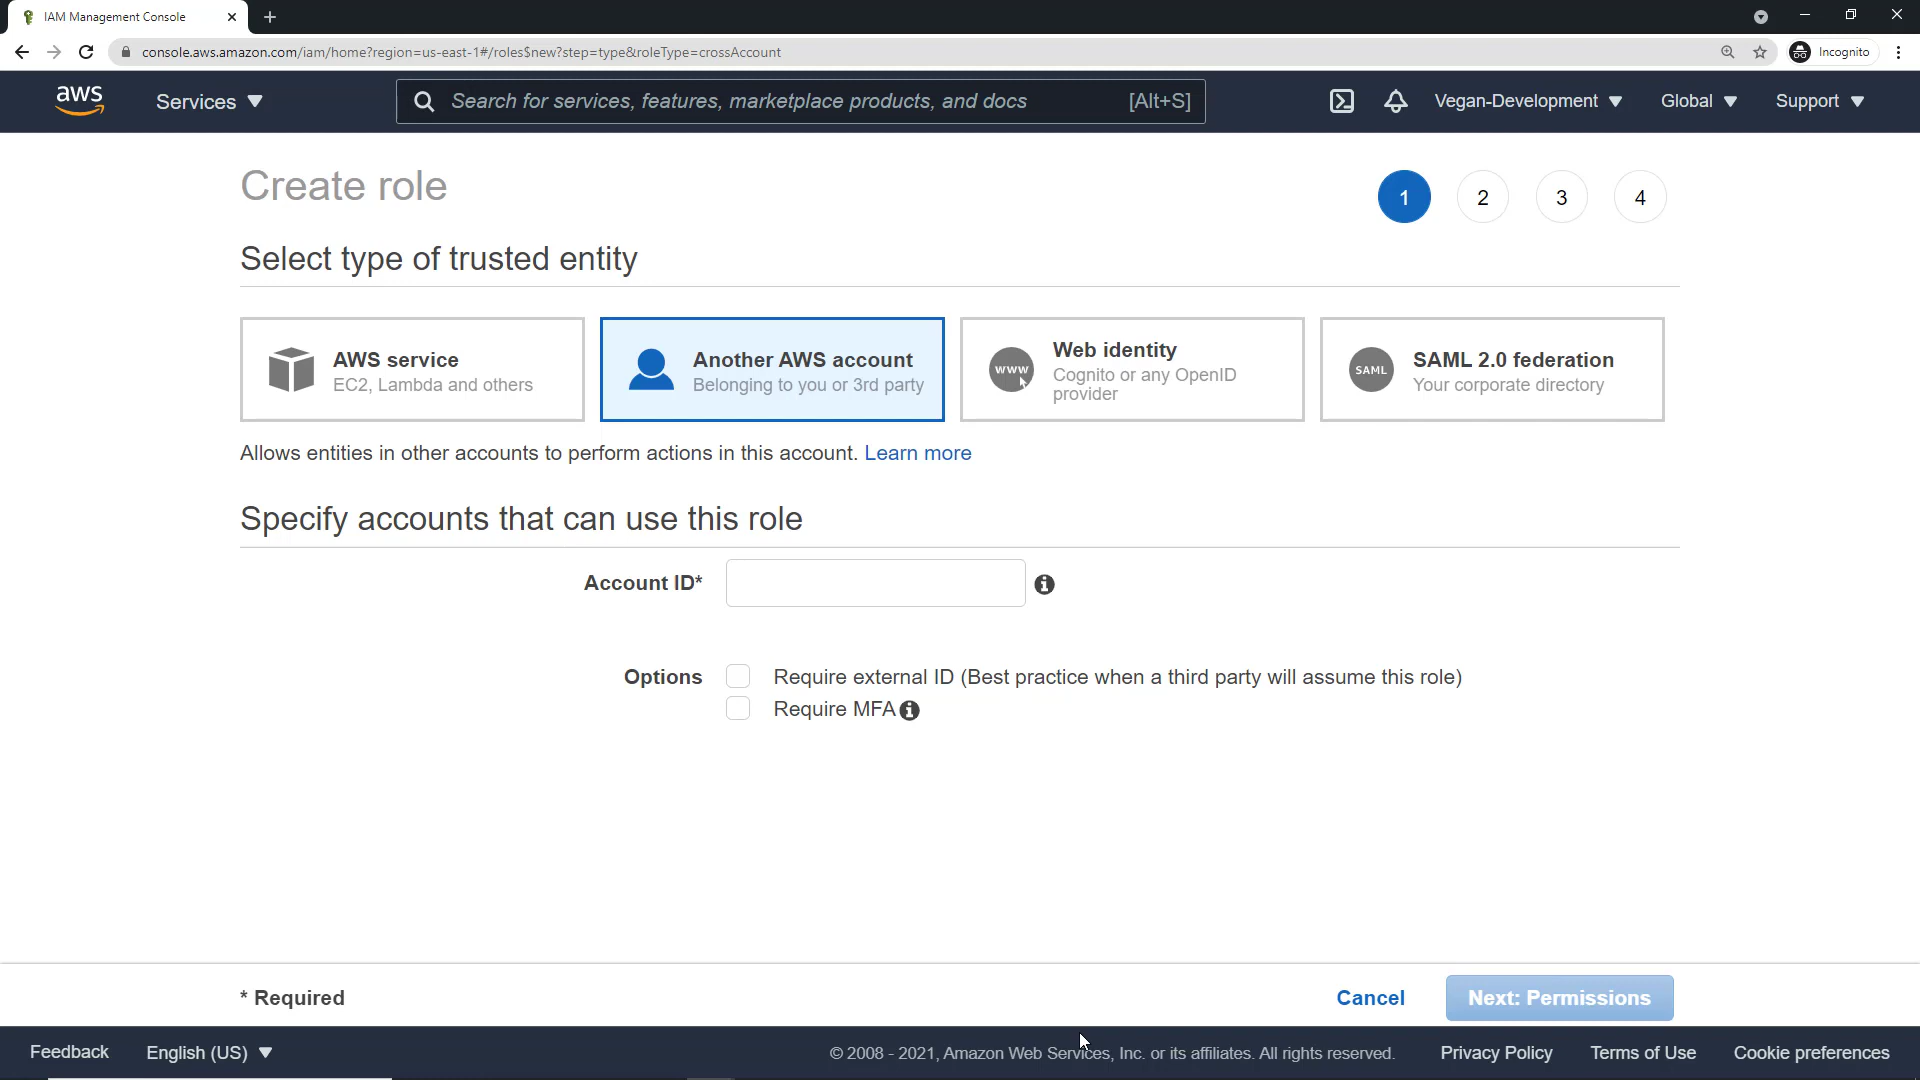 IAM Management Console
console.aws.amazon.com/iam/home?region=us-east-1#/roles$new?step=type&roleType=crossAccount
Incognito
aws
Services
Search for services, features, marketplace products, and docs
[Alt+S]
Vegan-Development
Global
Support
Create role
1
2
3
4
Select type of trusted entity
AWS service
EC2, Lambda and others
Another AWS account
Belonging to you or 3rd party
www
Web identity
Cognito or any OpenID
provider
SAML
SAML 2.0 federation
Your corporate directory
Allows entities in other accounts to perform actions in this account. Learn more
Specify accounts that can use this role
Account ID*
Options
Require external ID (Best practice when a third party will assume this role)
Require MFA
* Required
Cancel
Next: Permissions
Feedback
English (US)
© 2008 - 2021, Amazon Web Services, Inc. or its affiliates. All rights reserved.
Privacy Policy
Terms of Use
Cookie preferences